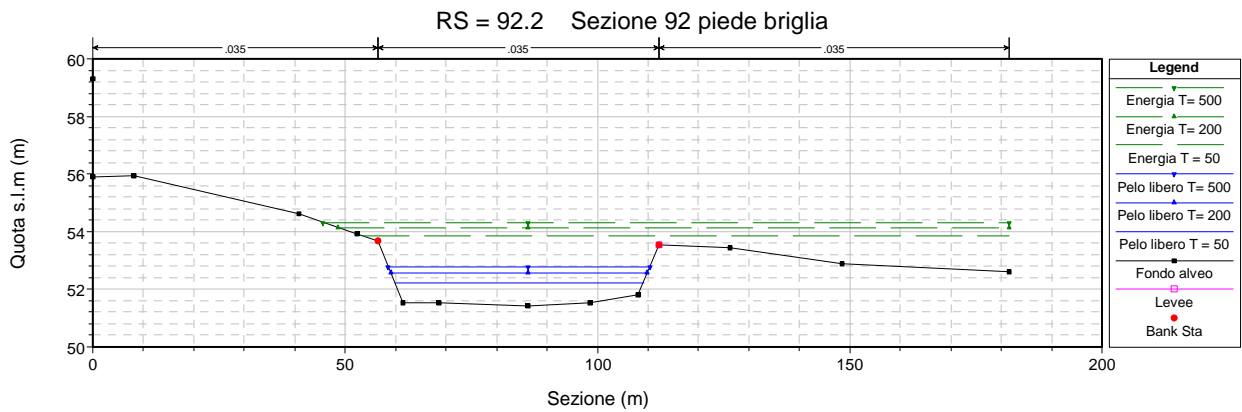 RS = 92.2 Sezione 92 piede briglia
.035 .035 .035
60
58
56
54
52
50
Quota s.l.m (m)
0 50 100 150 200
Sezione (m)
Legend
Energia T= 500
Energia T= 200
Energia T = 50
Pelo libero T= 500
Pelo libero T= 200
Pelo libero T = 50
Fondo alveo
Levee
Bank Sta